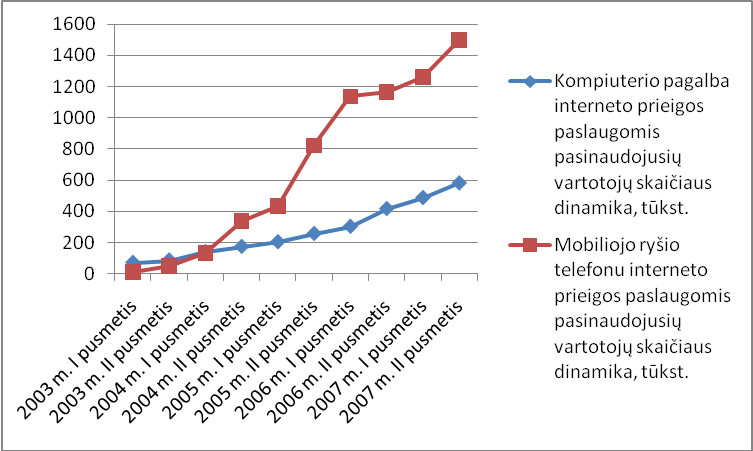 1600
1400
1200
1000
800
600
400
200
0
2003 m. I pusmetis
2003 m. II pusmetis
2004 m. I pusmetis
2004 m. II pusmetis
2005 m. I pusmetis
2005 m. II pusmetis
2006 m. I pusmetis
2006 m. II pusmetis
2007 m. I pusmetis
2007 m. II pusmetis
Kompiuterio pagalba
interneto prieigos
paslaugomis
pasinaudojusių
vartotojų skaičiaus
dinamika, tūkst.
Mobiliojo ryšio
telefonu interneto
prieigos paslaugomis
pasinaudojusių
vartotojų skaičiaus
dinamika, tūkst.